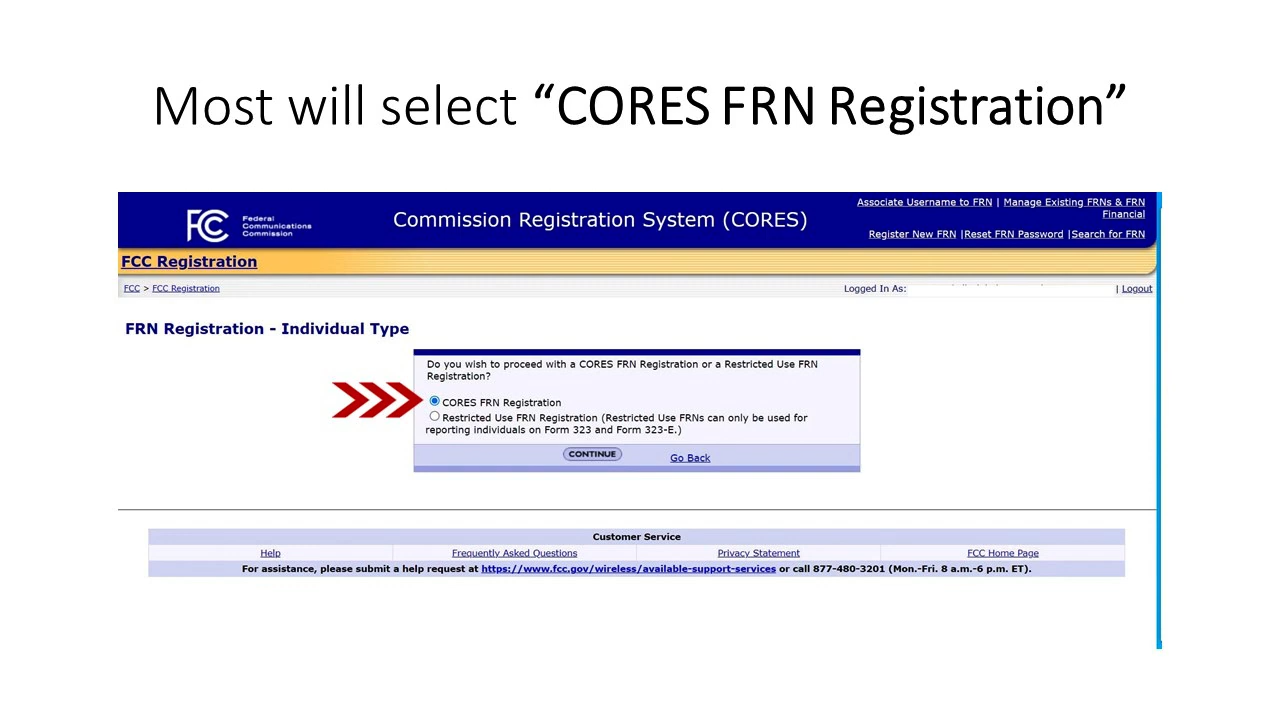 Most will select “CORES FRN Registration”
FCC Federal Communications Commission
Commission Registration System (CORES)
Associate Username to FRN | Manage Existing FRNs & FRN
Financial
Register New FRN |Reset FRN Password |Search for FRN
FCC Registration
FCC > FCC Registration
Logged In As:
| Logout
FRN Registration - Individual Type
Do you wish to proceed with a CORES FRN Registration or a Restricted Use FRN
Registration?
CORES FRN Registration
Restricted Use FRN Registration (Restricted Use FRNs can only be used for
reporting individuals on Form 323 and Form 323-E.)
CONTINUE
Go Back
Customer Service
Help
Frequently Asked Questions
Privacy Statement
FCC Home Page
For assistance, please submit a help request at https://www.fcc.gov/wireless/available-support-services or call 877-480-3201 (Mon.-Fri. 8 a.m.-6 p.m. ET).